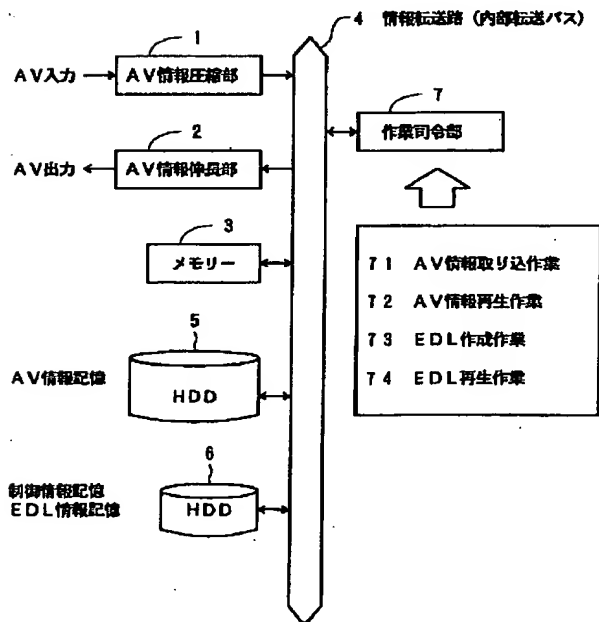 4 情報転送路（内部転送バス）
1
AV入力
AV情報圧縮部
7
作業司令部
2
AV出力
AV情報伸長部
3
メモリー
71 AV情報取り込作業
72 AV情報再生作業
73 EDL作成作業
74 EDL再生作業
5
AV情報記憶
HDD
6
制御情報記憶
EDL情報記憶
HDD